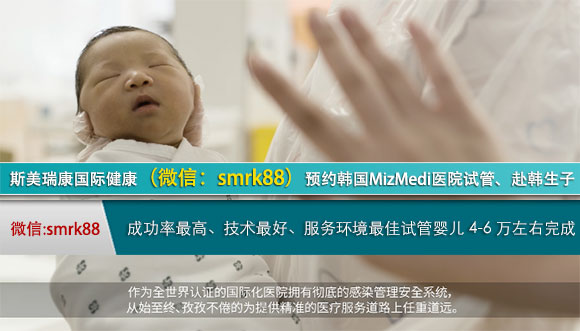 斯美瑞康国际健康（微信：smrk88）预约韩国MizMedi医院试管、赴韩生子
微信:smrk88 成功率最高、技术最好、服务环境最佳试管婴儿 4-6 万左右完成
作为全世界认证的国际化医院拥有彻底的感染管理安全系统，
从始至终、孜孜不倦的为提供精准的医疗服务道路上任重道远。